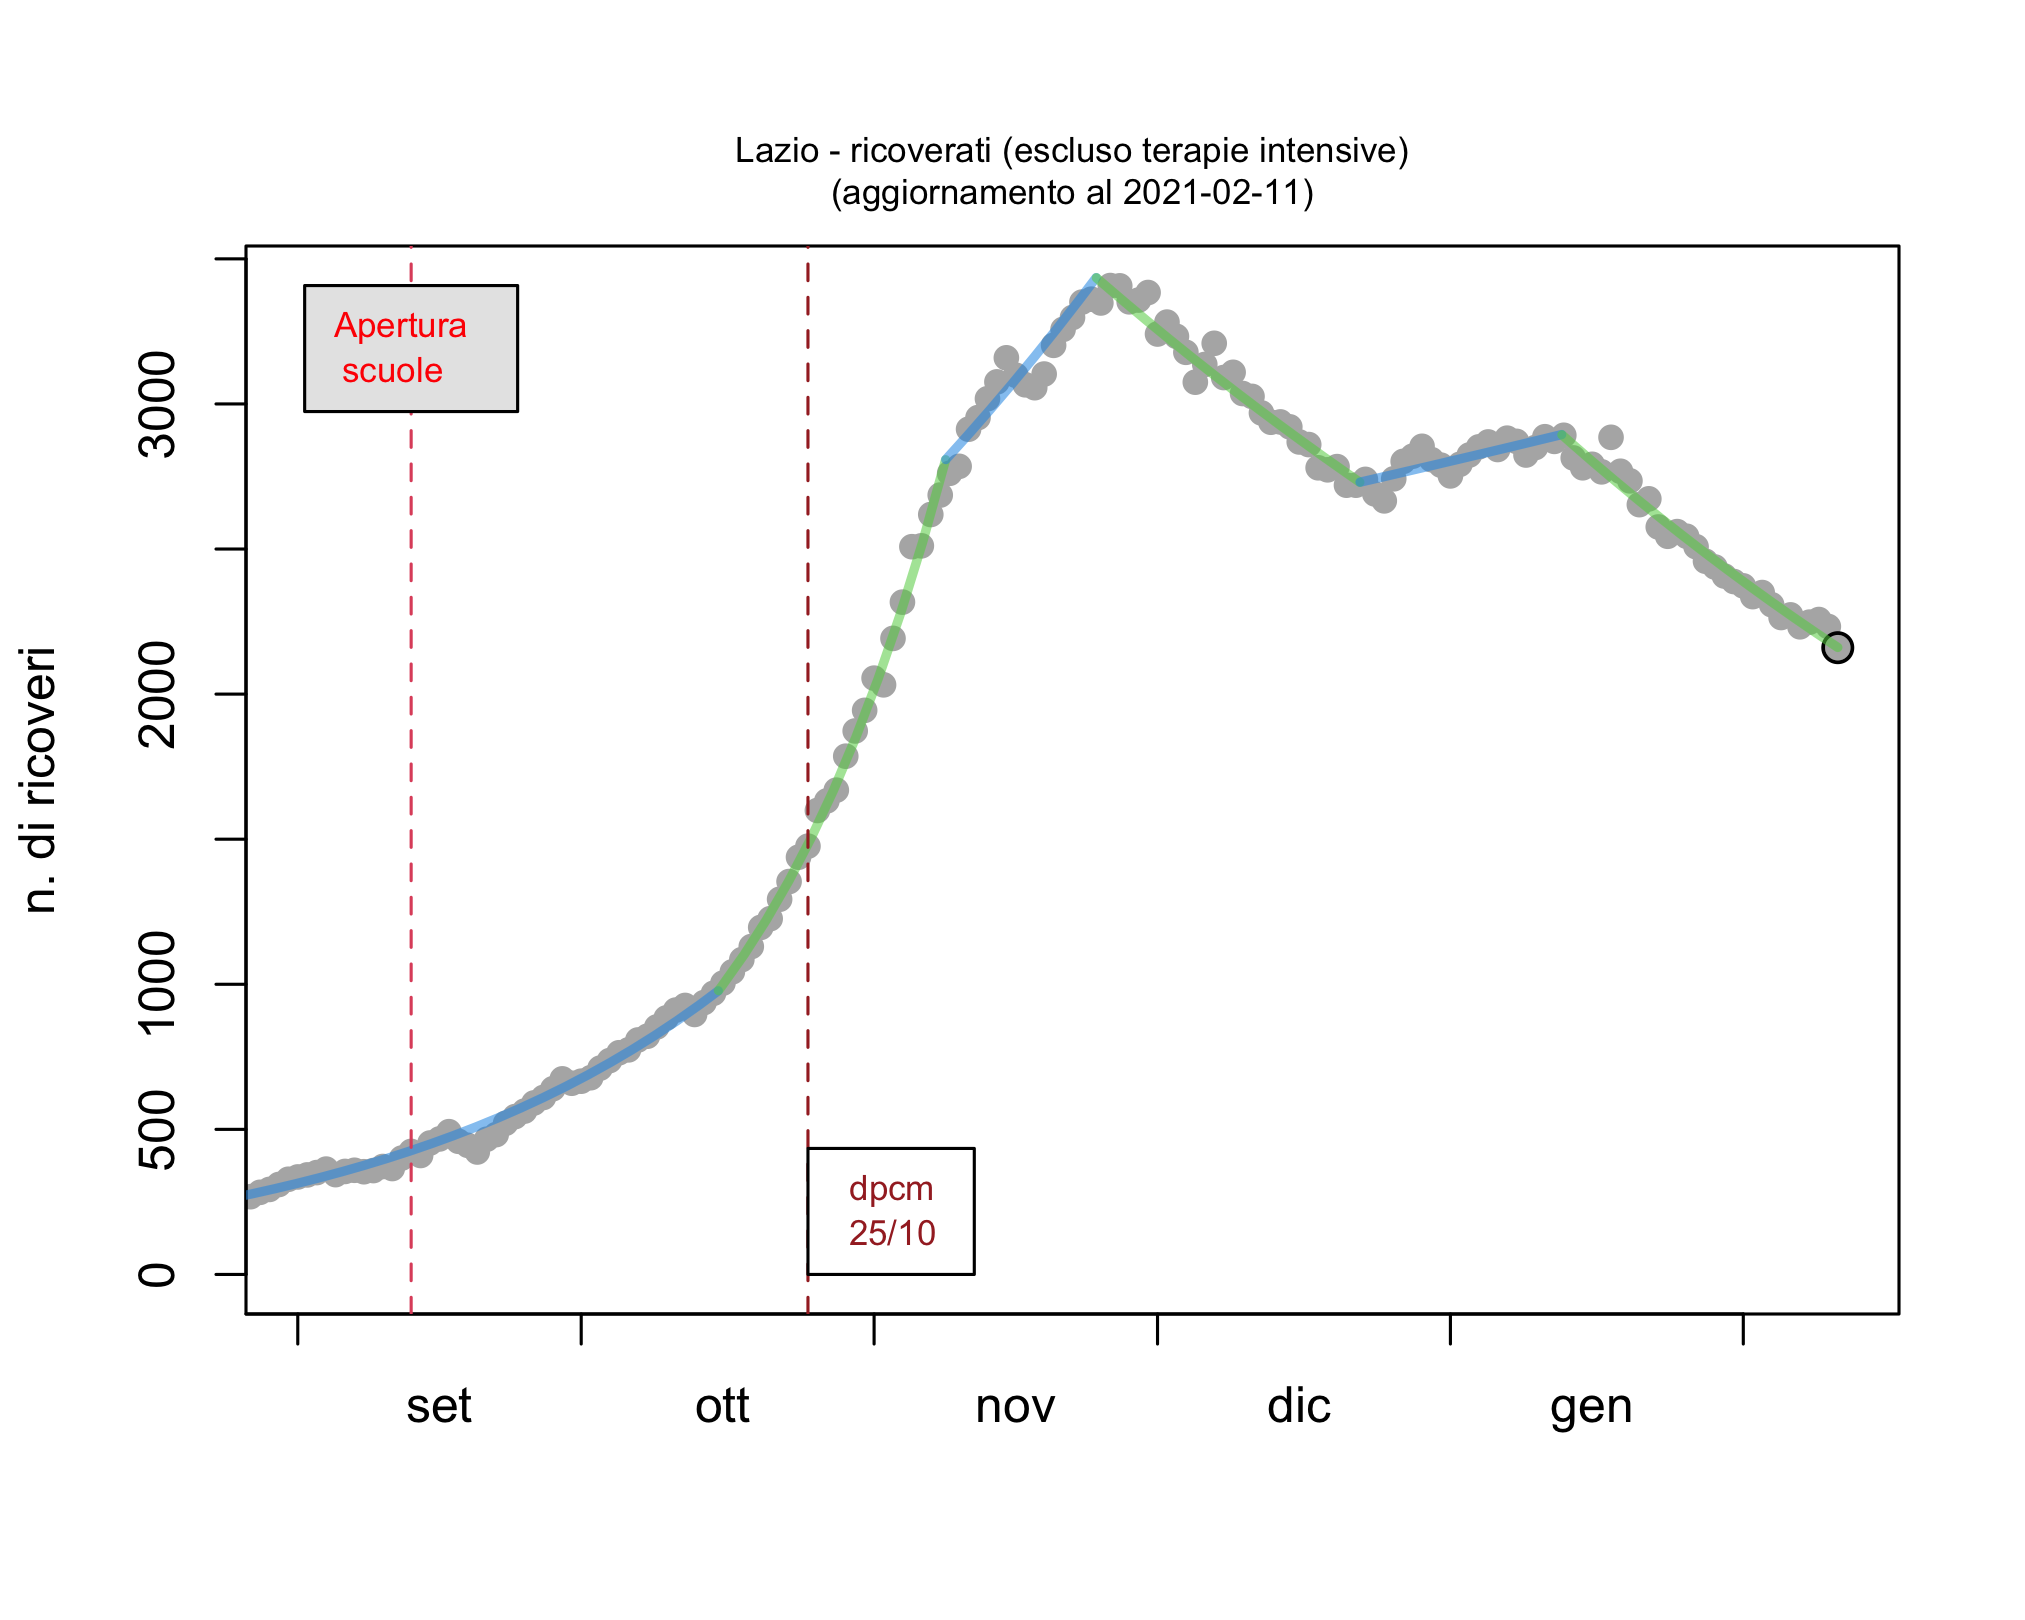 Lazio - ricoverati (escluso terapie intensive)
(aggiornamento al 2021-02-11)
Apertura
scuole
dpcm
25/10
n. di ricoveri
3000
2000
1000
500
0
set
ott
nov
dic
gen